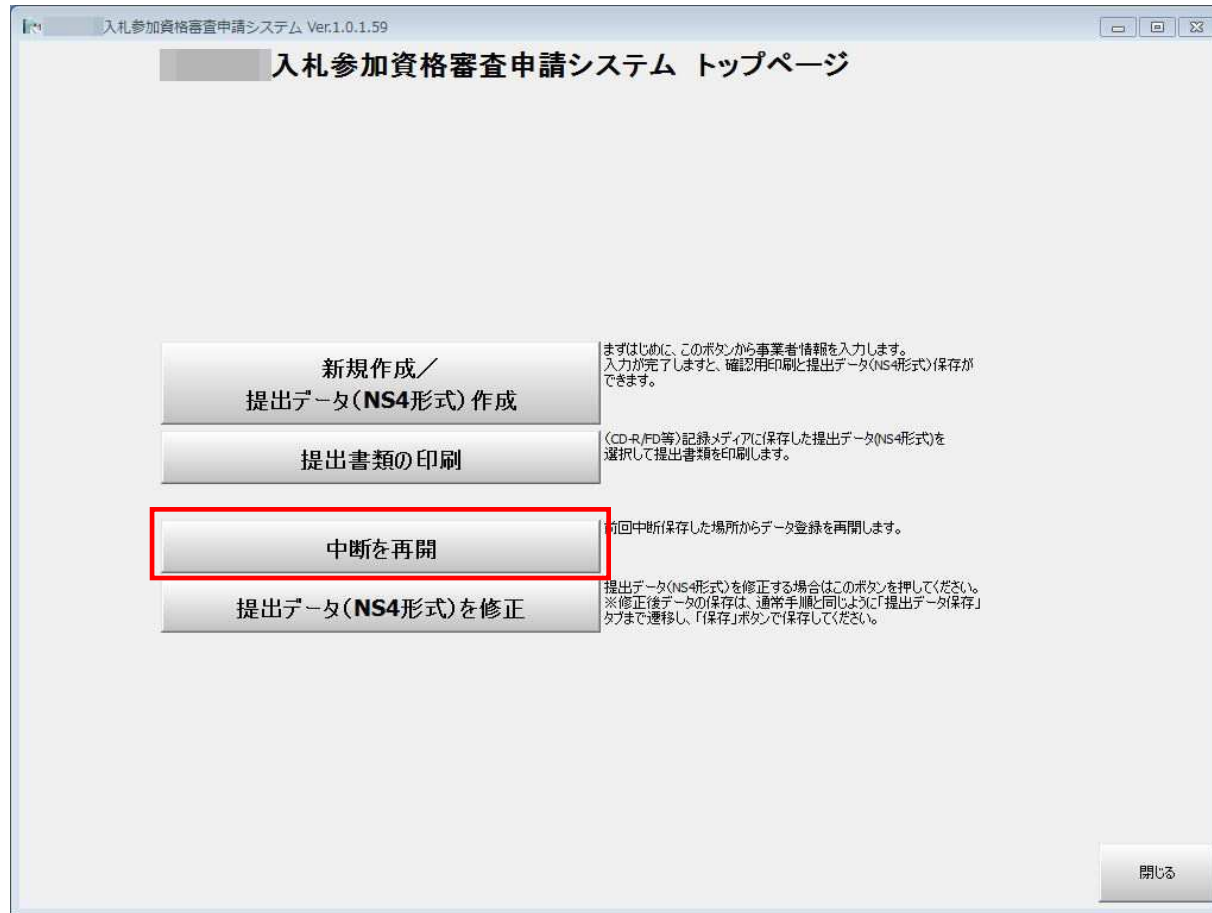 入札参加資格審査申請システム Ver.1.0.1.59
入札参加資格審査申請システム トップページ
新規作成／
提出データ（NS4形式）作成
まずはじめに、このボタンから事業者情報を入力します。
入力が完了しますと、確認用印刷と提出データ(NS4形式)保存が
できます。
提出書類の印刷
（CD-R/FD等）記録メディアに保存した提出データ(NS4形式)を
選択して提出書類を印刷します。
中断を再開
前回中断保存した場所からデータ登録を再開します。
提出データ（NS4形式）を修正
提出データ(NS4形式)を修正する場合はこのボタンを押してください。
※修正後データの保存は、通常手順と同じように「提出データ保存」
タブまで遷移し、「保存」ボタンで保存してください。
閉じる